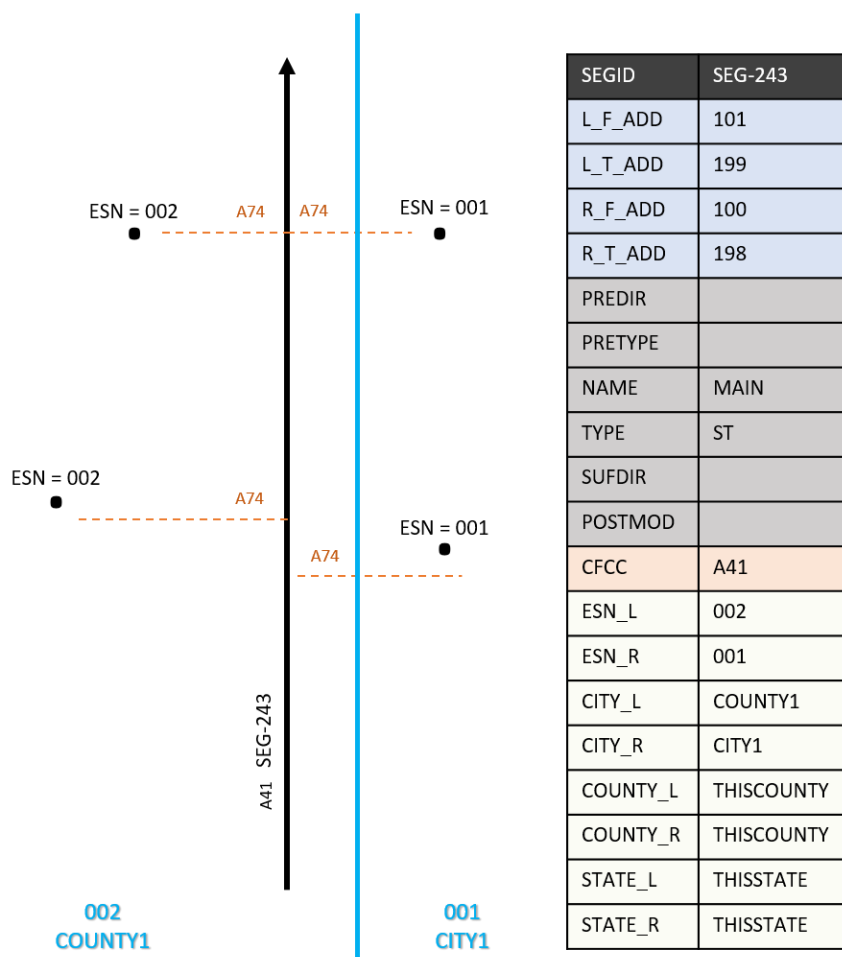 ESN = 002
A74
A74
ESN = 001
ESN = 002
A74
ESN = 001
A74
A41 SEG-243
002
COUNTY1
001
CITY1
SEGID SEG-243
L_F_ADD 101
L_T_ADD 199
R_F_ADD 100
R_T_ADD 198
PREDIR
PRETYPE
NAME MAIN
TYPE ST
SUFDIR
POSTMOD
CFCC A41
ESN_L 002
ESN_R 001
CITY_L COUNTY1
CITY_R CITY1
COUNTY_L THISCOUNTY
COUNTY_R THISCOUNTY
STATE_L THISSTATE
STATE_R THISSTATE